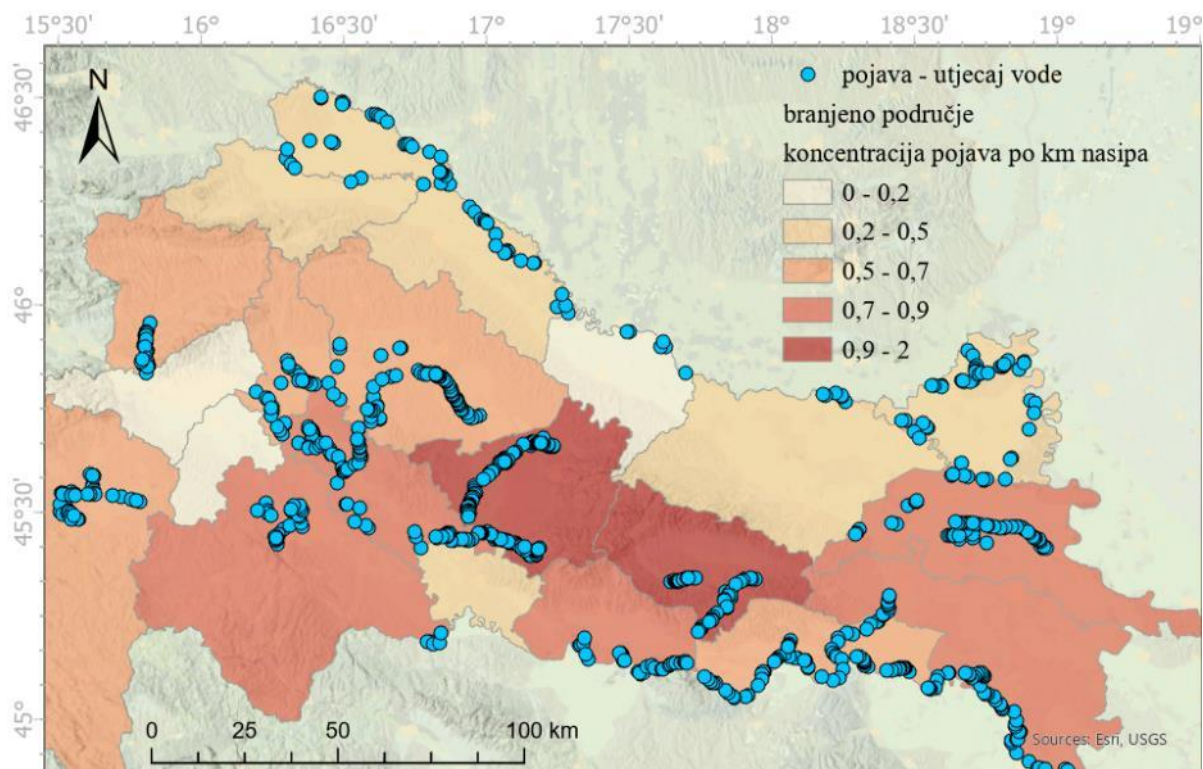 15°30' 16° 16°30' 17° 17°30' 18° 18°30' 19° 19°
46°30'
46°
45°30'
45°
N
pojava - utjecaj vode
branjeno područje
koncentracija pojava po km nasipa
0 - 0,2
0,2 - 0,5
0,5 - 0,7
0,7 - 0,9
0,9 - 2
0 25 50 100 km
Sources: Esri, USGS